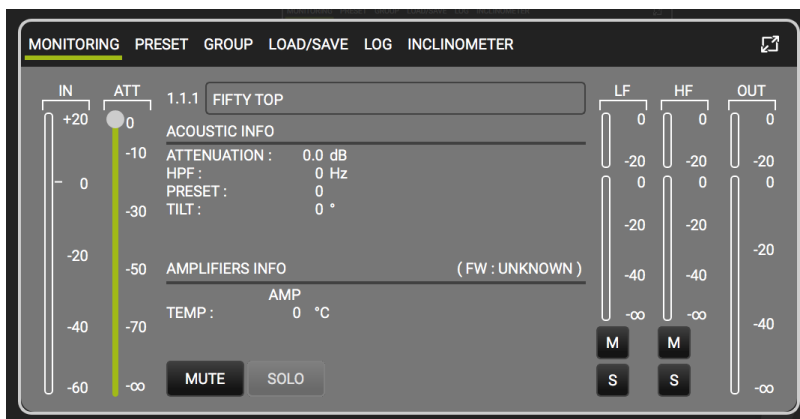 MONITORING PRESET GROUP LOAD/SAVE LOG INCLINOMETER
IN ATT
+20
0
-20
-40
-60
0
-10
-30
-50
-70
-∞
1.1.1 FIFTY TOP
ACOUSTIC INFO
ATTENUATION : 0.0 dB
HPF : 0 Hz
PRESET : 0
TILT : 0 °
AMPLIFIERS INFO ( FW : UNKNOWN )
AMP
TEMP : 0 °C
MUTE SOLO
LF HF OUT
0 0 0
-20 -20 -20
0 0 0
-20 -20
-20
-40 -40
-∞ -∞
-40
M M
S S
-∞